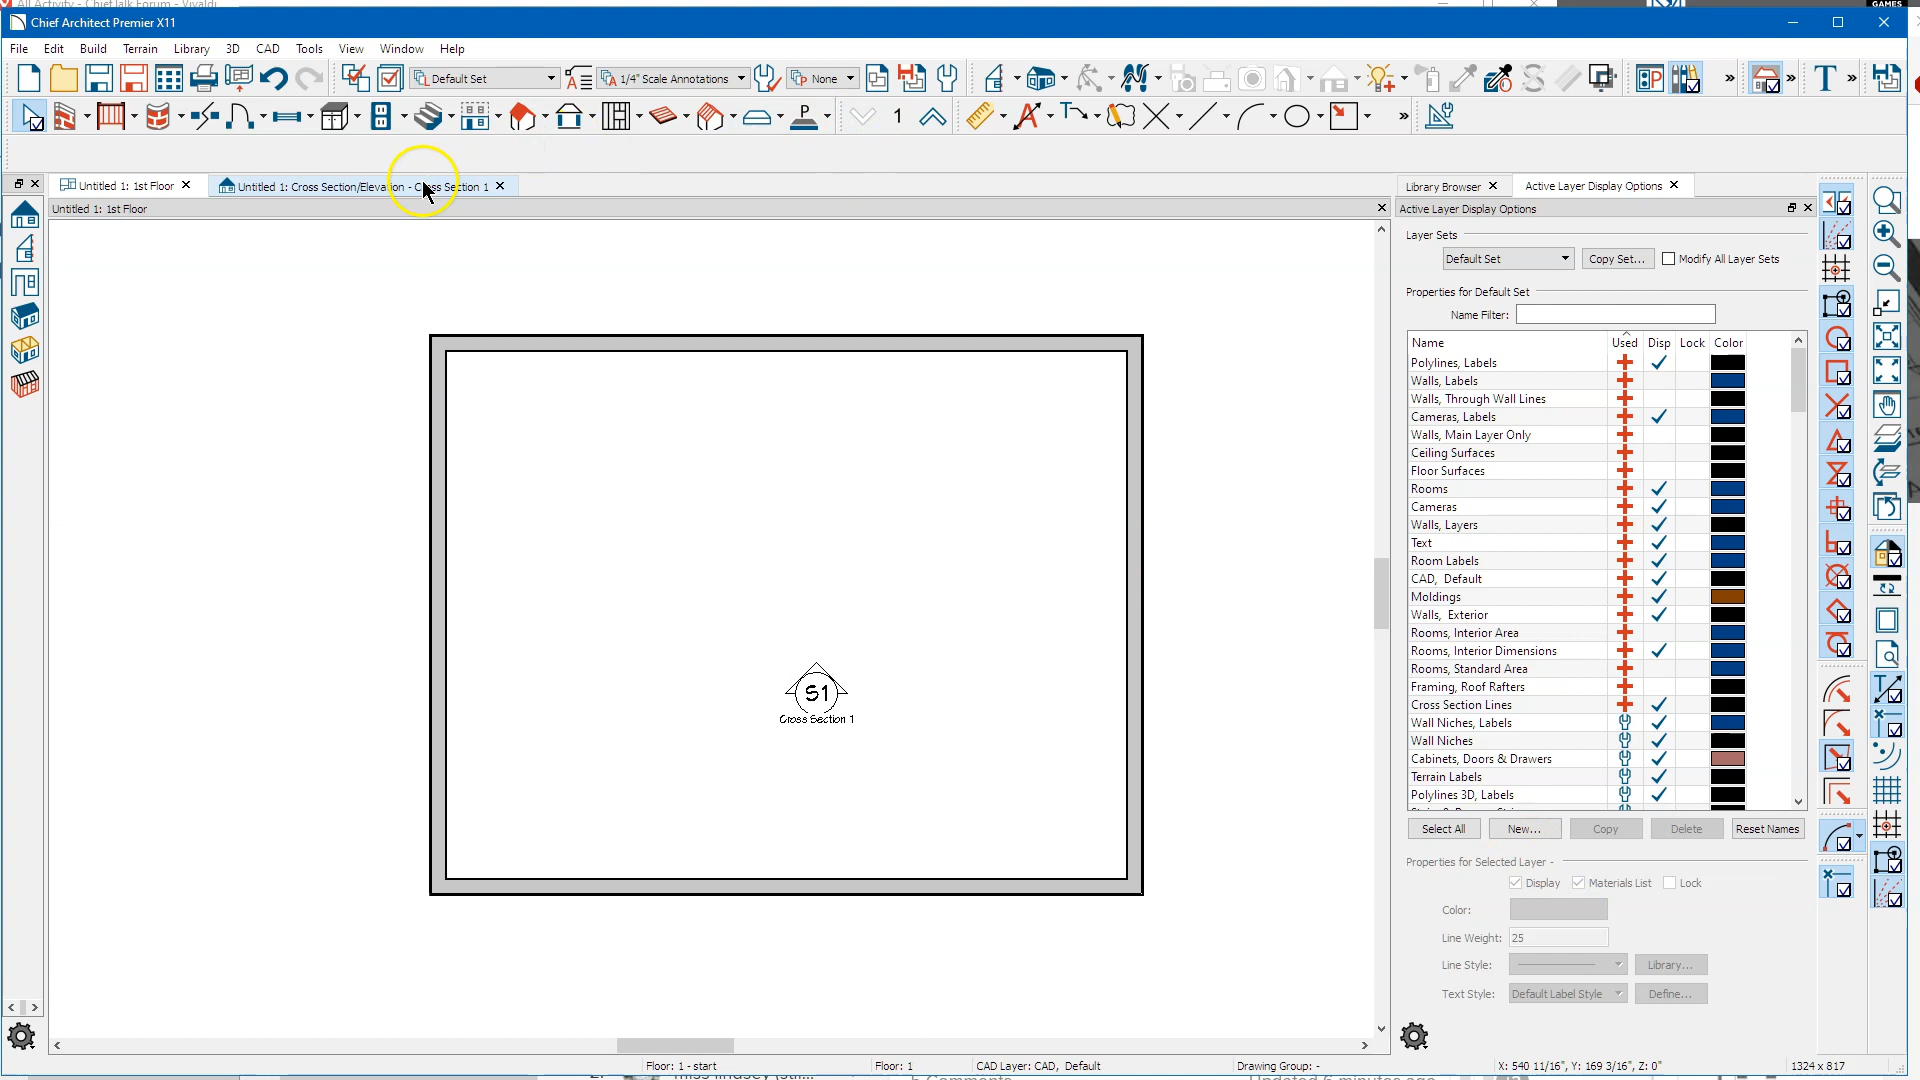 All Activity - ChiefTalk Forum - Vivaldi
GAMES
Chief Architect Premier X11
File Edit Build Terrain Library 3D CAD Tools View Window Help
Default Set 1/4" Scale Annotations None
P
1
T
Untitled 1: 1st Floor Untitled 1: Cross Section/Elevation - Cross Section 1
Untitled 1: 1st Floor
S1
Cross Section 1
Library Browser Active Layer Display Options
Active Layer Display Options
Layer Sets
Default Set Copy Set... Modify All Layer Sets
Properties for Default Set
Name Filter:
Name Used Disp Lock Color
Polylines, Labels
Walls, Labels
Walls, Through Wall Lines
Cameras, Labels
Walls, Main Layer Only
Ceiling Surfaces
Floor Surfaces
Rooms
Cameras
Walls, Layers
Text
Room Labels
CAD, Default
Moldings
Walls, Exterior
Rooms, Interior Area
Rooms, Interior Dimensions
Rooms, Standard Area
Framing, Roof Rafters
Cross Section Lines
Wall Niches, Labels
Wall Niches
Cabinets, Doors & Drawers
Terrain Labels
Polylines 3D, Labels
Select All New... Copy Delete Reset Names
Properties for Selected Layer -
Display Materials List Lock
Color:
Line Weight: 25
Line Style: Library...
Text Style: Default Label Style Define...
Floor: 1 - start Floor: 1 CAD Layer: CAD, Default Drawing Group: - X: 540 11/16", Y: 169 3/16", Z: 0" 1324 x 817